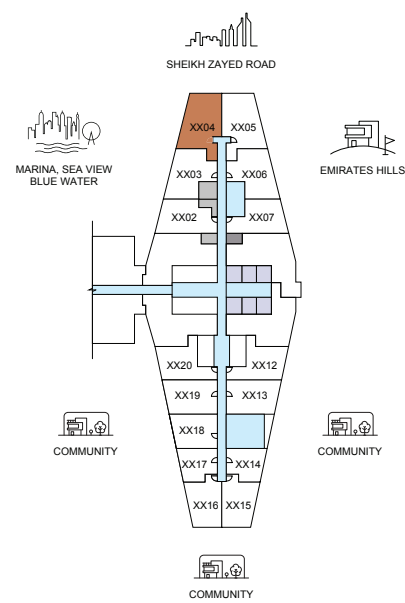 SHEIKH ZAYED ROAD
MARINA, SEA VIEW
BLUE WATER
EMIRATES HILLS
XX04
XX05
XX03
XX06
XX02
XX07
XX20
XX12
XX19
XX13
XX18
XX17
XX14
XX16
XX15
COMMUNITY
COMMUNITY
COMMUNITY